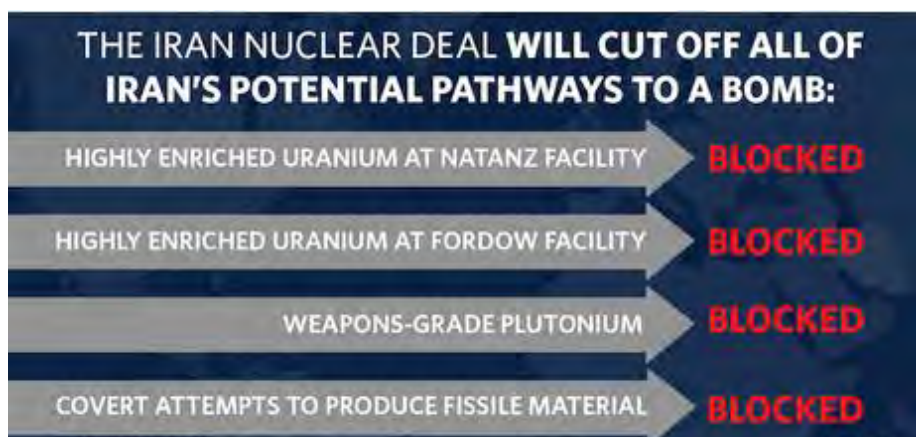 THE IRAN NUCLEAR DEAL WILL CUT OFF ALL OF
IRAN'S POTENTIAL PATHWAYS TO A BOMB:
HIGHLY ENRICHED URANIUM AT NATANZ FACILITY BLOCKED
HIGHLY ENRICHED URANIUM AT FORDOW FACILITY BLOCKED
WEAPONS-GRADE PLUTONIUM BLOCKED
COVERT ATTEMPTS TO PRODUCE FISSILE MATERIAL BLOCKED